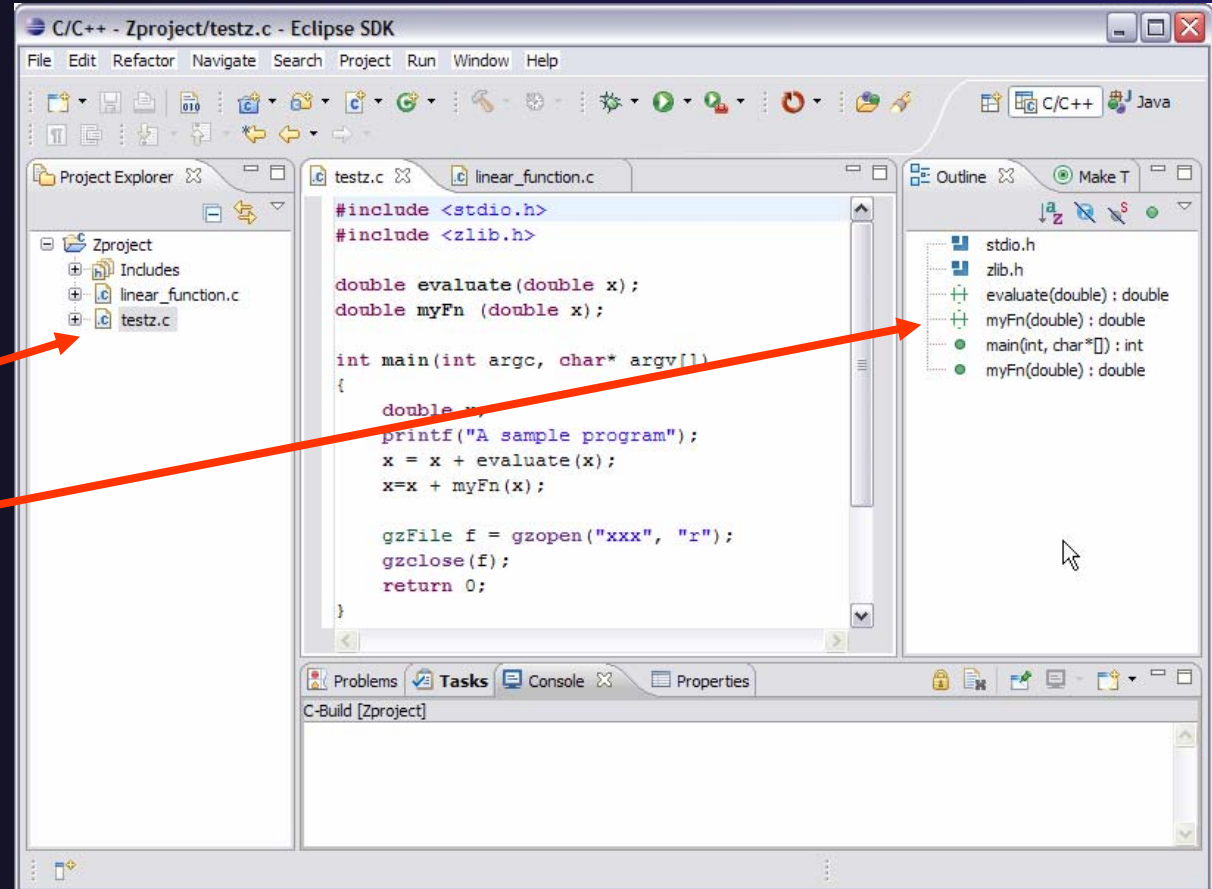 C/C++ - Zproject/testz.c - Eclipse SDK
File Edit Refactor Navigate Search Project Run Window Help
C/C++ Java
Project Explorer
Zproject
Includes
linear_function.c
testz.c
testz.c linear_function.c
#include <stdio.h>
#include <zlib.h>
double evaluate(double x);
double myFn (double x);
int main(int argc, char* argv[])
{
double x;
printf("A sample program");
x = x + evaluate(x);
x=x + myFn(x);
gzFile f = gzopen("xxx", "r");
gzclose(f);
return 0;
}
Outline Make T
stdio.h
zlib.h
evaluate(double) : double
myFn(double) : double
main(int, char*[]) : int
myFn(double) : double
Problems Tasks Console Properties
C-Build [Zproject]